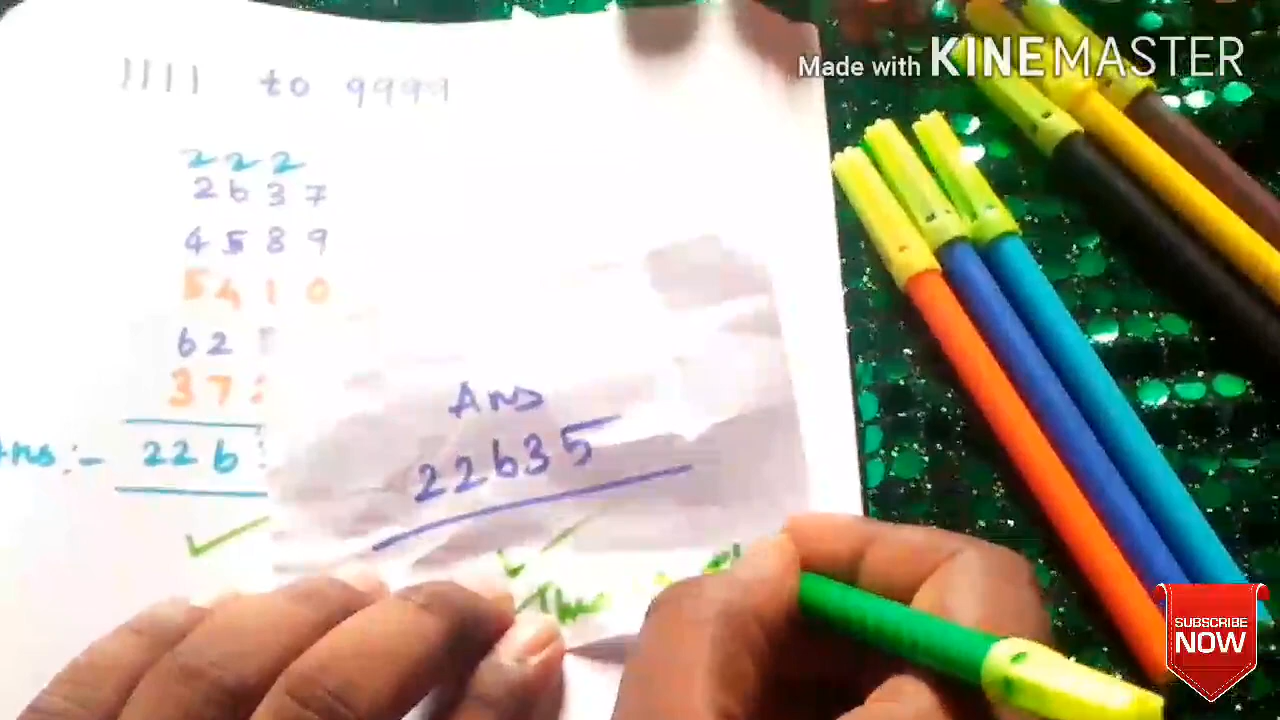 Made with KINEMASTER
1111 to 9999
222
2637
4589
5410
62
37
Ans:- 226
Ans
22635
SUBSCRIBE
NOW